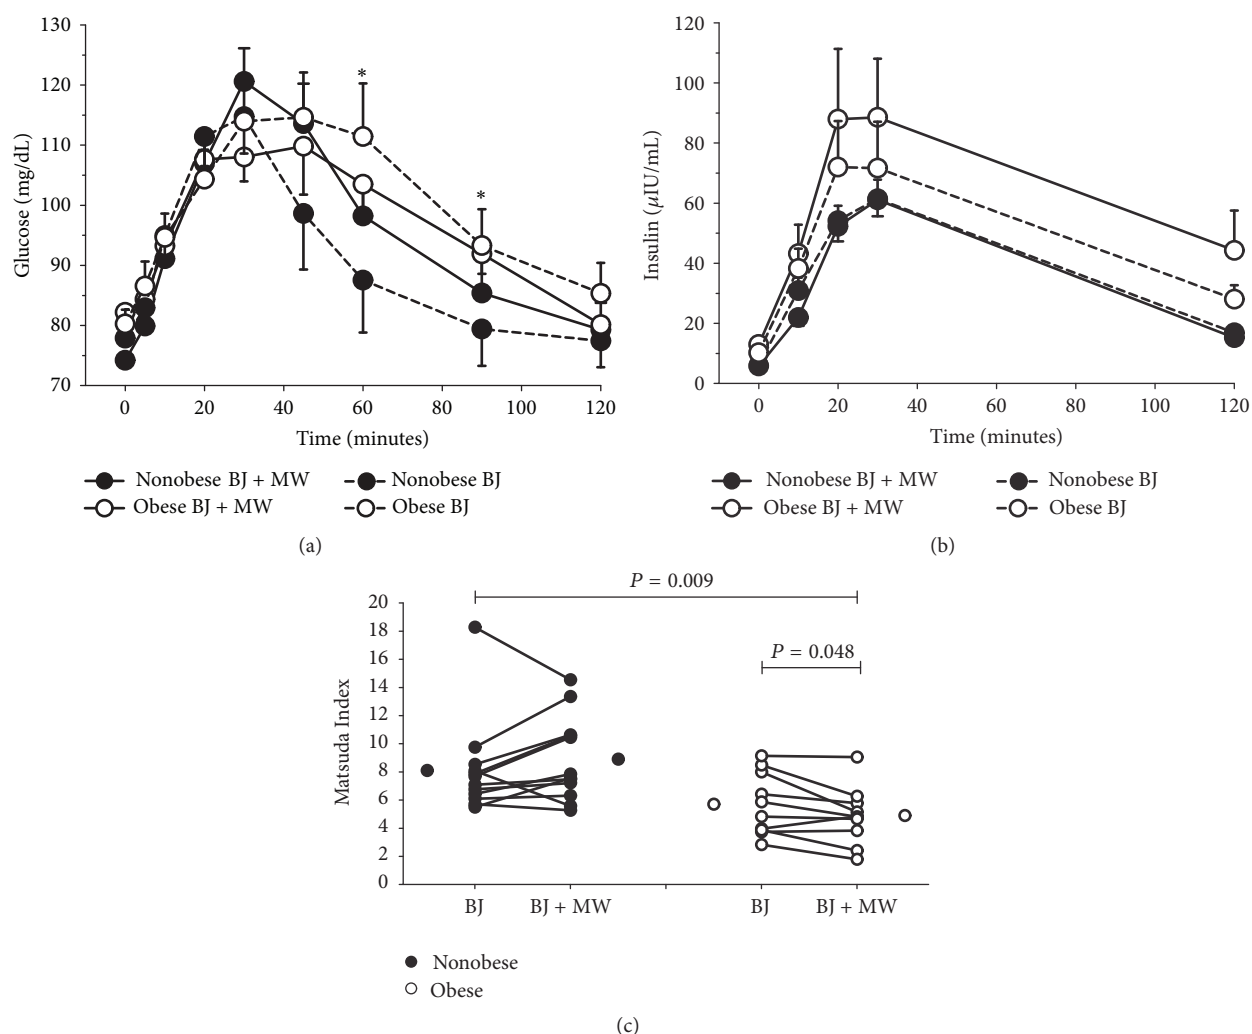 130
120
110
100
90
80
70
Glucose (mg/dL)
*
*
0 20 40 60 80 100 120
Time (minutes)
Nonobese BJ + MW Nonobese BJ
Obese BJ + MW Obese BJ
(a)
120
100
80
60
40
20
0
Insulin (μIU/mL)
0 20 40 60 80 100 120
Time (minutes)
Nonobese BJ + MW Nonobese BJ
Obese BJ + MW Obese BJ
(b)
P = 0.009
P = 0.048
20
18
16
14
12
10
8
6
4
2
0
Matsuda Index
BJ BJ + MW BJ BJ + MW
Nonobese
Obese
(c)